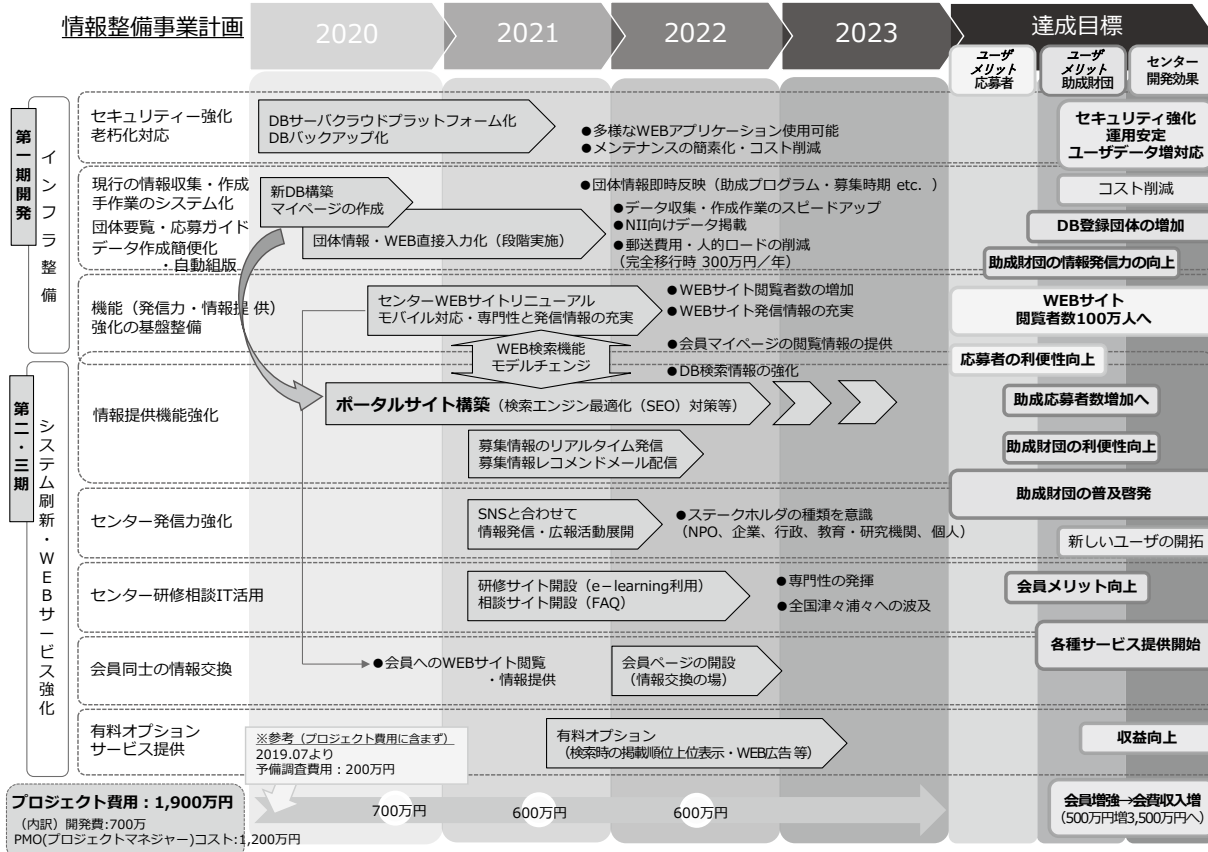 情報整備事業計画
2020
2021
2022
2023
達成目標
ユーザ
メリット
応募者
ユーザ
メリット
助成財団
センター
開発効果
第一期開発
インフラ整備
セキュリティー強化
老朽化対応
DBサーバクラウドプラットフォーム化
DBバックアップ化
●多様なWEBアプリケーション使用可能
●メンテナンスの簡素化・コスト削減
セキュリティ強化
運用安定
ユーザデータ増対応
現行の情報収集・作成
手作業のシステム化
団体要覧・応募ガイド
データ作成簡便化
・自動組版
新DB構築
マイページの作成
団体情報・WEB直接入力化（段階実施）
●団体情報即時反映（助成プログラム・募集時期 etc. ）
●データ収集・作成作業のスピードアップ
●NII向けデータ掲載
●郵送費用・人的ロードの削減
（完全移行時 300万円／年）
コスト削減
DB登録団体の増加
助成財団の情報発信力の向上
機能（発信力・情報提 供）
強化の基盤整備
センターWEBサイトリニューアル
モバイル対応・専門性と発信情報の充実
●WEBサイト閲覧者数の増加
●WEBサイト発信情報の充実
WEBサイト
閲覧者数100万人へ
WEB検索機能
モデルチェンジ
●会員マイページの閲覧情報の提供
●DB検索情報の強化
応募者の利便性向上
第二・三期
システム刷新・WEBサービス強化
情報提供機能強化
ポータルサイト構築（検索エンジン最適化（SEO）対策等）
助成応募者数増加へ
募集情報のリアルタイム発信
募集情報レコメンドメール配信
助成財団の利便性向上
助成財団の普及啓発
センター発信力強化
SNSと合わせて
情報発信・広報活動展開
●ステークホルダの種類を意識
（NPO、企業、行政、教育・研究機関、個人）
新しいユーザの開拓
センター研修相談IT活用
研修サイト開設（e－learning利用）
相談サイト開設（FAQ）
●専門性の発揮
●全国津々浦々への波及
会員メリット向上
各種サービス提供開始
会員同士の情報交換
●会員へのWEBサイト閲覧
・情報提供
会員ページの開設
（情報交換の場）
有料オプション
サービス提供
※参考（プロジェクト費用に含まず）
2019.07より
予備調査費用：200万円
有料オプション
（検索時の掲載順位上位表示・WEB広告 等）
収益向上
プロジェクト費用：1,900万円
（内訳）開発費:700万
PMO(プロジェクトマネジャー)コスト:1,200万円
700万円
600万円
600万円
会員増強→会費収入増
（500万円増3,500万円へ）